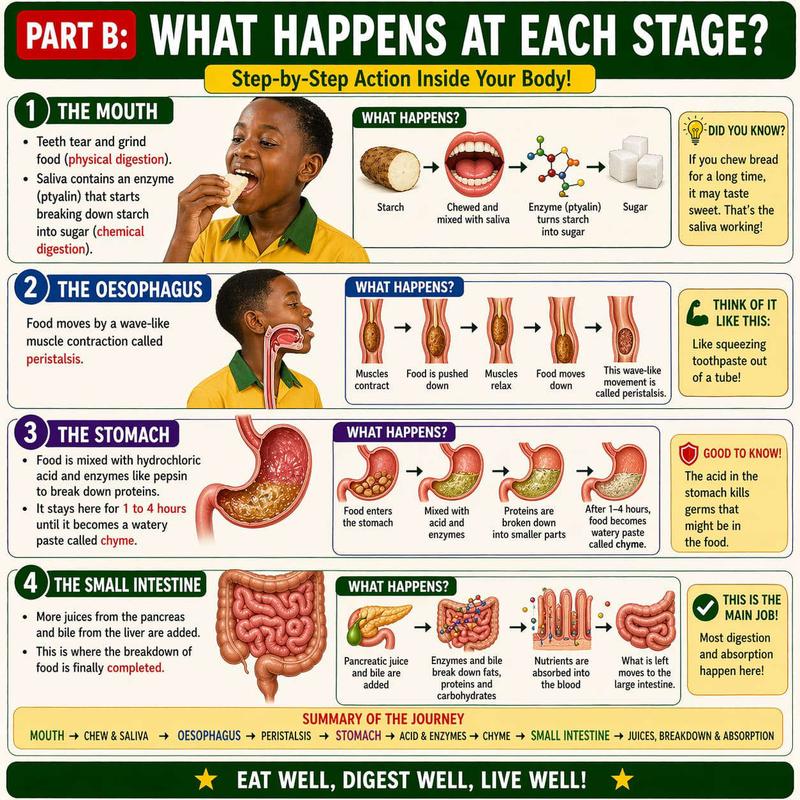 PART B: WHAT HAPPENS AT EACH STAGE?
Step-by-Step Action Inside Your Body!
1 THE MOUTH
• Teeth tear and grind
food (physical digestion).
• Saliva contains an enzyme
(ptyalin) that starts
breaking down starch
into sugar (chemical
digestion).
WHAT HAPPENS?
Starch
Chewed and
mixed with saliva
Enzyme (ptyalin)
turns starch
into sugar
Sugar
DID YOU KNOW?
If you chew bread
for a long time,
it may taste
sweet. That's the
saliva working!
2 THE OESOPHAGUS
Food moves by a wave-like
muscle contraction called
peristalsis.
WHAT HAPPENS?
Muscles
contract
Food is pushed
down
Muscles
relax
Food moves
down
This wave-like
movement is
called peristalsis.
THINK OF IT
LIKE THIS:
Like squeezing
toothpaste out
of a tube!
3 THE STOMACH
• Food is mixed with hydrochloric
acid and enzymes like pepsin
to break down proteins.
• It stays here for 1 to 4 hours
until it becomes a watery
paste called chyme.
WHAT HAPPENS?
Food enters
the stomach
Mixed with
acid and
enzymes
Proteins are
broken down
into smaller parts
After 1–4 hours,
food becomes
watery paste
called chyme.
GOOD TO KNOW!
The acid in the
stomach kills
germs that
might be in
the food.
4 THE SMALL INTESTINE
• More juices from the pancreas
and bile from the liver are added.
• This is where the breakdown of
food is finally completed.
WHAT HAPPENS?
Pancreatic juice
and bile are
added
Enzymes and bile
break down fats,
proteins and
carbohydrates
Nutrients are
absorbed into
the blood
What is left
moves to the
large intestine.
THIS IS THE
MAIN JOB!
Most digestion
and absorption
happen here!
SUMMARY OF THE JOURNEY
MOUTH → CHEW & SALIVA → OESOPHAGUS → PERISTALSIS → STOMACH → ACID & ENZYMES → CHYME → SMALL INTESTINE → JUICES, BREAKDOWN & ABSORPTION
★ EAT WELL, DIGEST WELL, LIVE WELL! ★